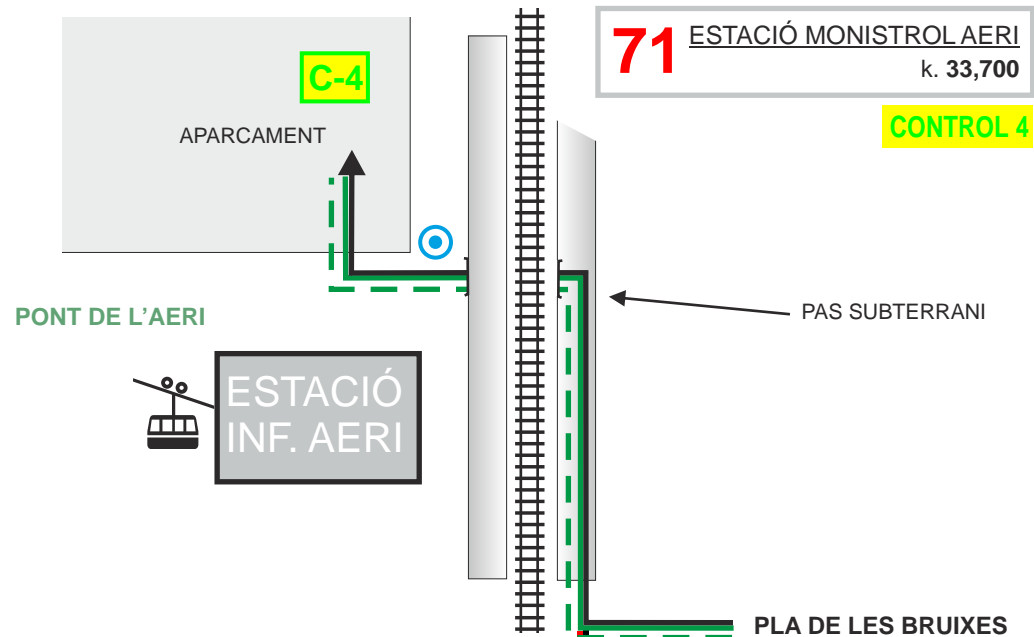 71 ESTACIÓ MONISTROL AERI
k. 33,700
C-4
CONTROL 4
APARCAMENT
PONT DE L'AERI
PAS SUBTERRANI
ESTACIÓ
INF. AERI
PLA DE LES BRUIXES